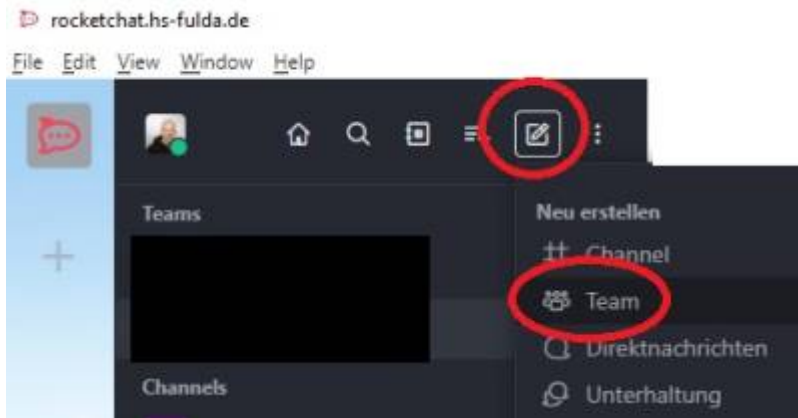 rocketchat.hs-fulda.de
File Edit View Window Help
Teams
Neu erstellen
Channel
Team
Direktnachrichten
Channels
Unterhaltung